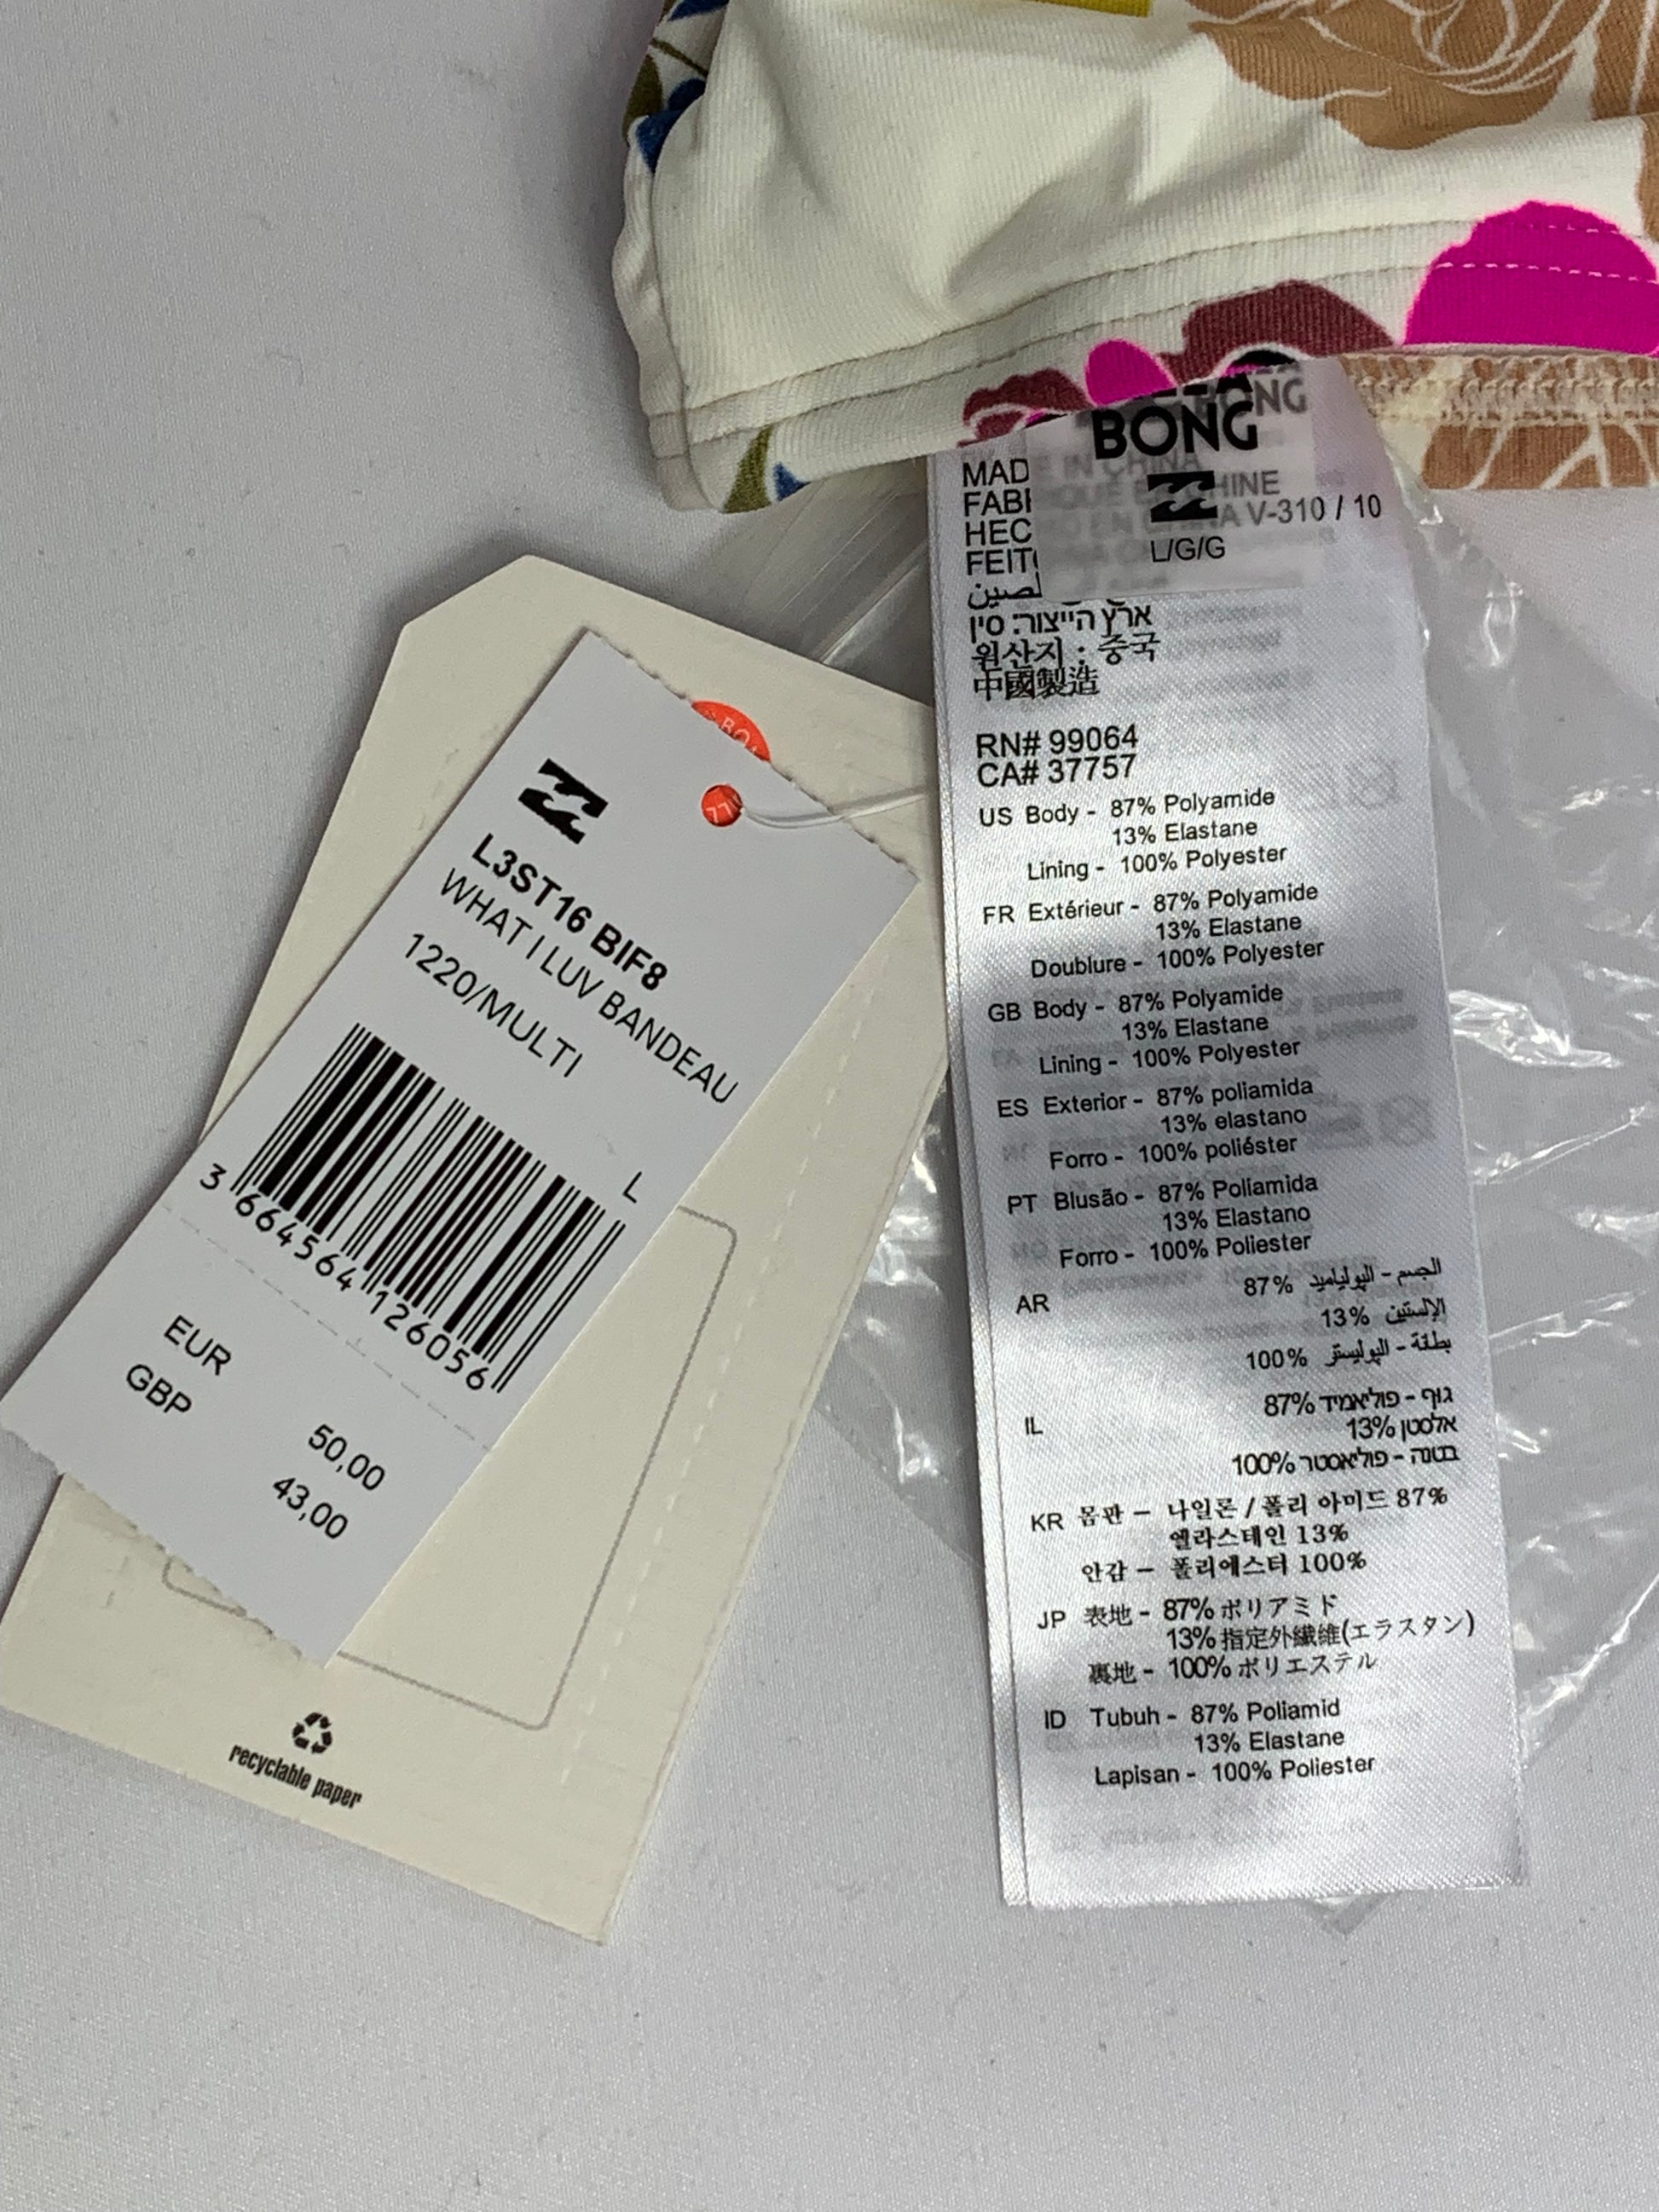 L3ST16 BIF8
WHAT I LUV BANDEAU
1220/MULTI
L
3 664564 126056
EUR 50,00
GBP 43,00
recyclable paper
BONG
L/G/G
V-310 / 10
ארץ הייצור: סין
원산지 : 중국
中國製造
RN# 99064
CA# 37757
US Body - 87% Polyamide
13% Elastane
Lining - 100% Polyester
FR Extérieur - 87% Polyamide
13% Elastane
Doublure - 100% Polyester
GB Body - 87% Polyamide
13% Elastane
Lining - 100% Polyester
ES Exterior - 87% poliamida
13% elastano
Forro - 100% poliéster
PT Blusão - 87% Poliamida
13% Elastano
Forro - 100% Poliester
AR الجسم - البولياميد 87%
الإلستين 13%
بطانة - البوليستر 100%
IL גוף - פוליאמיד 87%
אלסטן 13%
בטנה - פוליאסטר 100%
KR 몸판 - 나일론 / 폴리 아미드 87%
엘라스테인 13%
안감 - 폴리에스터 100%
JP 表地 - 87% ポリアミド
13% 指定外繊維(エラスタン)
裏地 - 100% ポリエステル
ID Tubuh - 87% Poliamid
13% Elastane
Lapisan - 100% Poliester